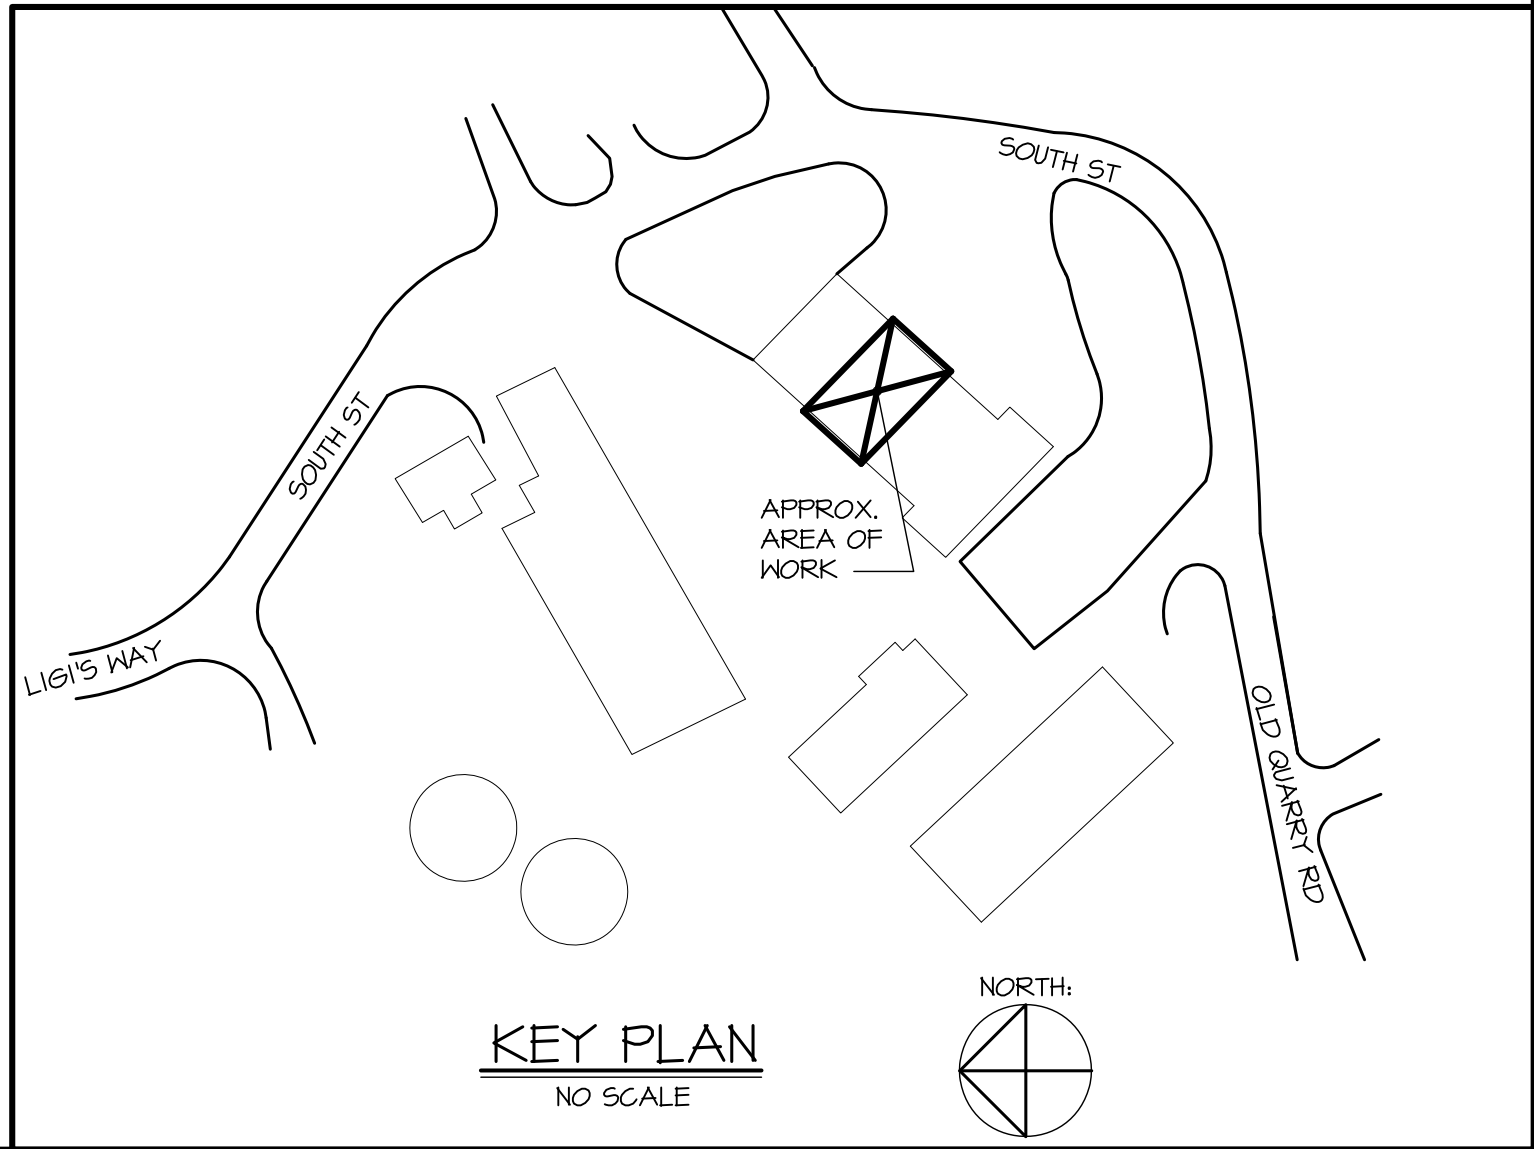 SOUTH ST
SOUTH ST
APPROX.
AREA OF
WORK
LIGI'S WAY
OLD QUARRY RD
NORTH:
KEY PLAN
NO SCALE